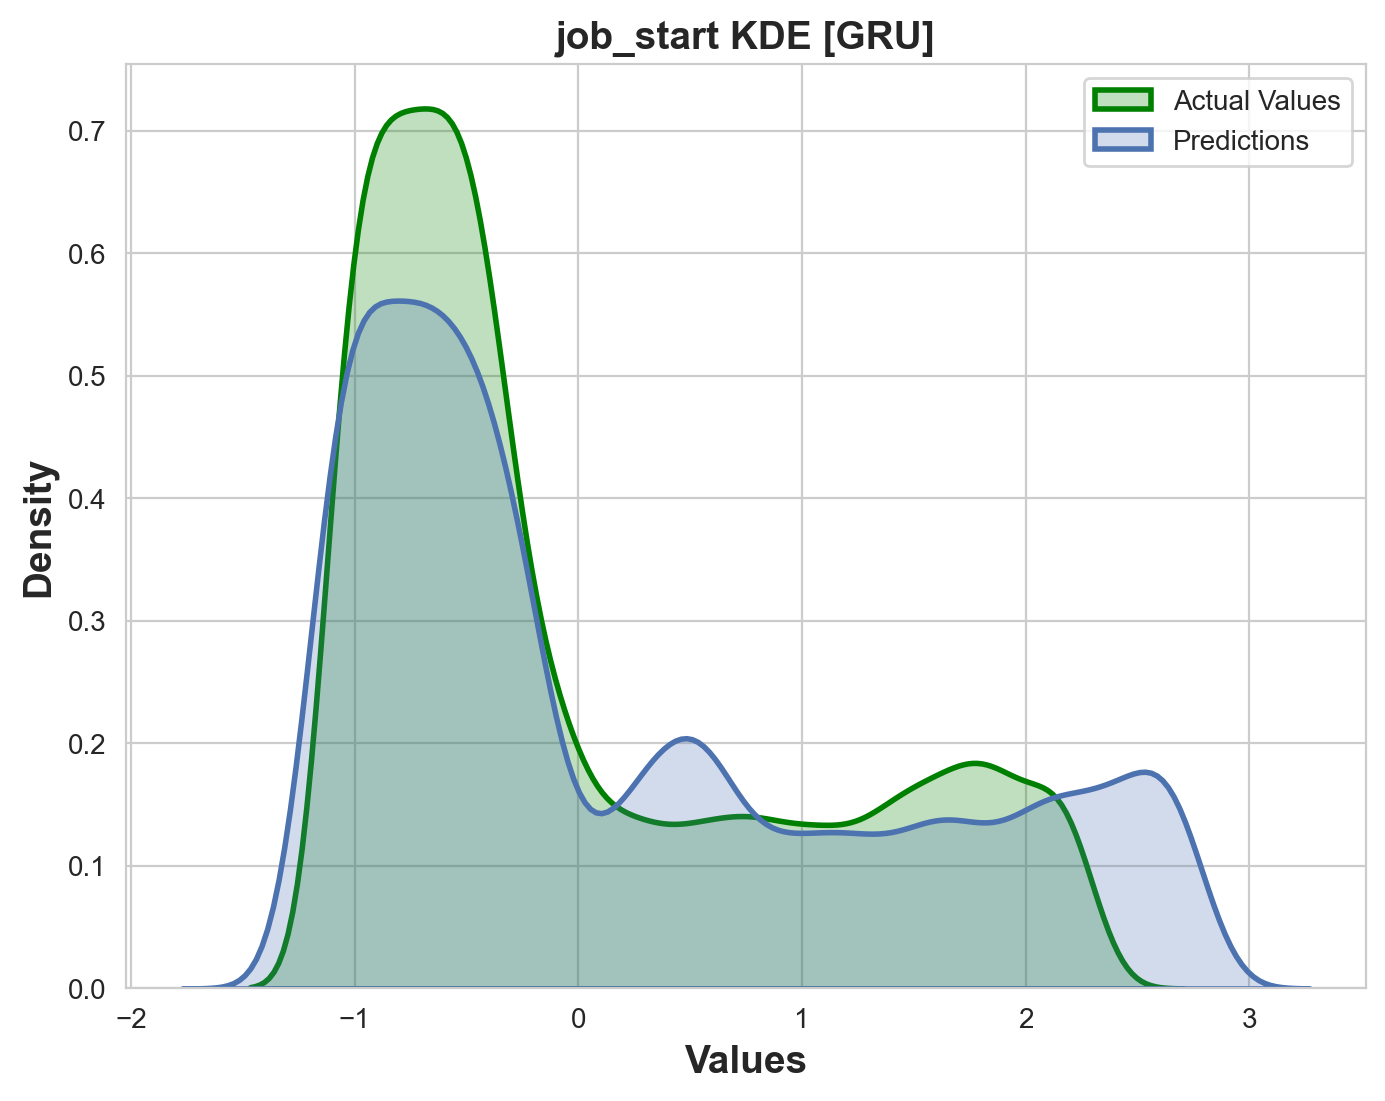 job_start KDE [GRU]
Actual Values
Predictions
Density
0.7
0.6
0.5
0.4
0.3
0.2
0.1
0.0
−2 −1 0 1 2 3
Values